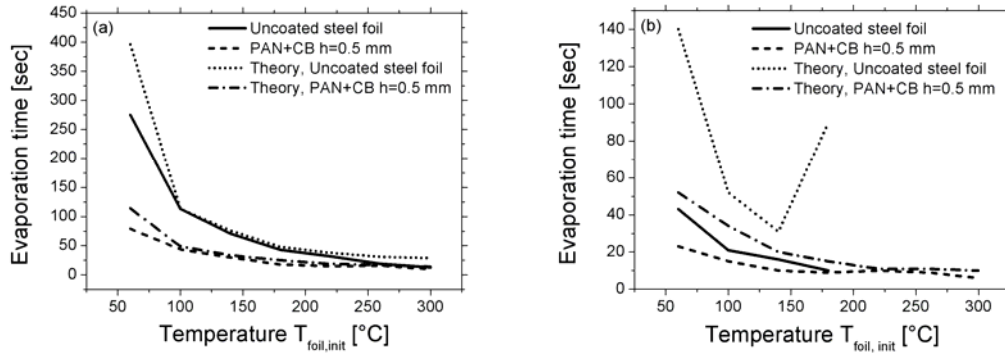 (a)
Uncoated steel foil
PAN+CB h=0.5 mm
Theory, Uncoated steel foil
Theory, PAN+CB h=0.5 mm
Evaporation time [sec]
450
400
350
300
250
200
150
100
50
0
50 100 150 200 250 300
Temperature T_foil,init [°C]
(b)
Uncoated steel foil
PAN+CB h=0.5 mm
Theory, Uncoated steel foil
Theory, PAN+CB h=0.5 mm
Evaporation time [sec]
140
120
100
80
60
40
20
0
50 100 150 200 250 300
Temperature T_foil, init [°C]